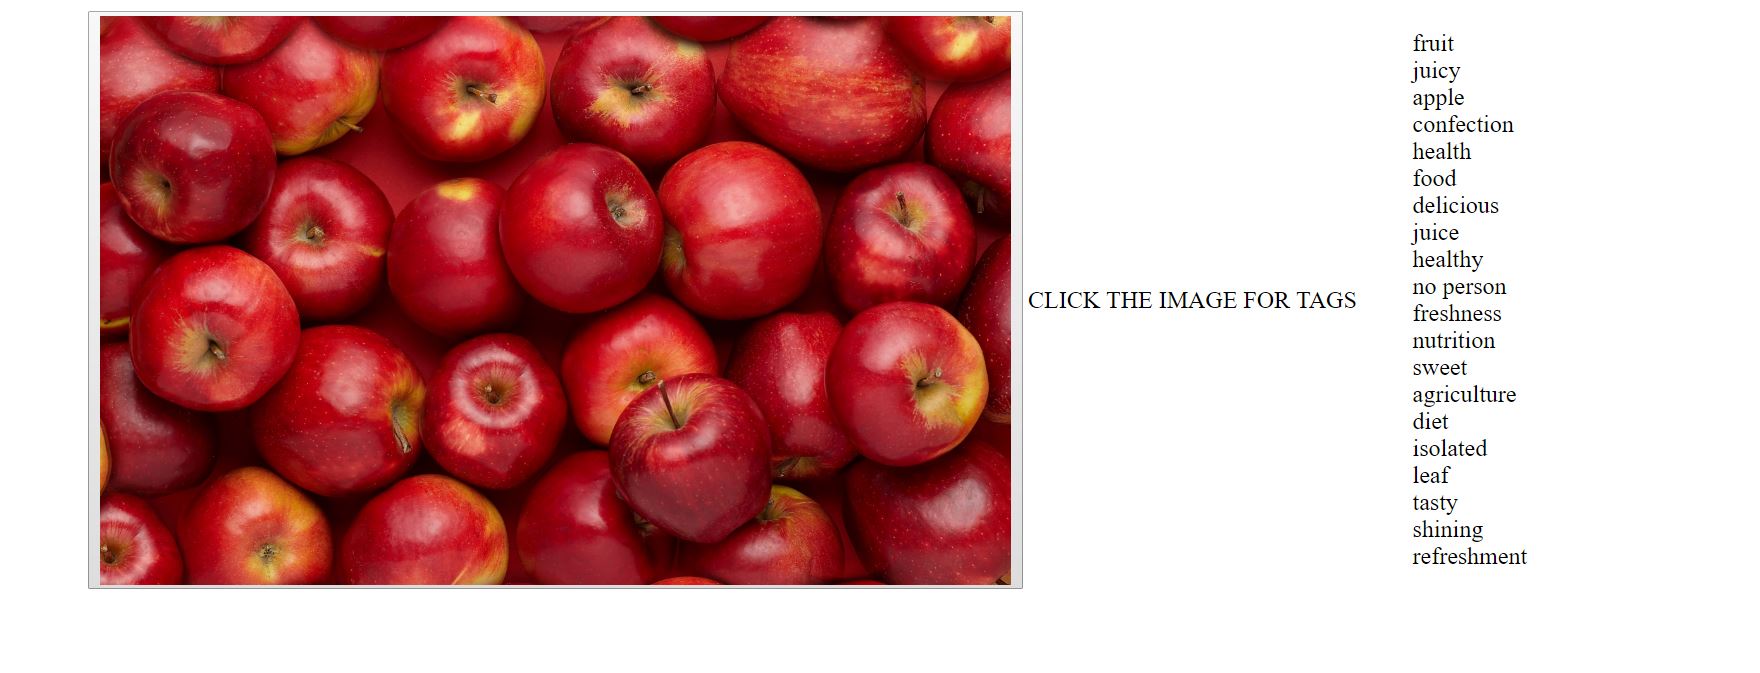 CLICK THE IMAGE FOR TAGS
fruit
juicy
apple
confection
health
food
delicious
juice
healthy
no person
freshness
nutrition
sweet
agriculture
diet
isolated
leaf
tasty
shining
refreshment